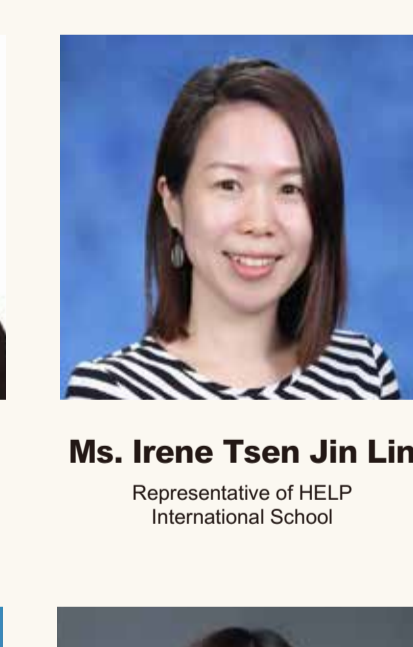 Ms. Irene Tsen Jin Lin
Representative of HELP
International School